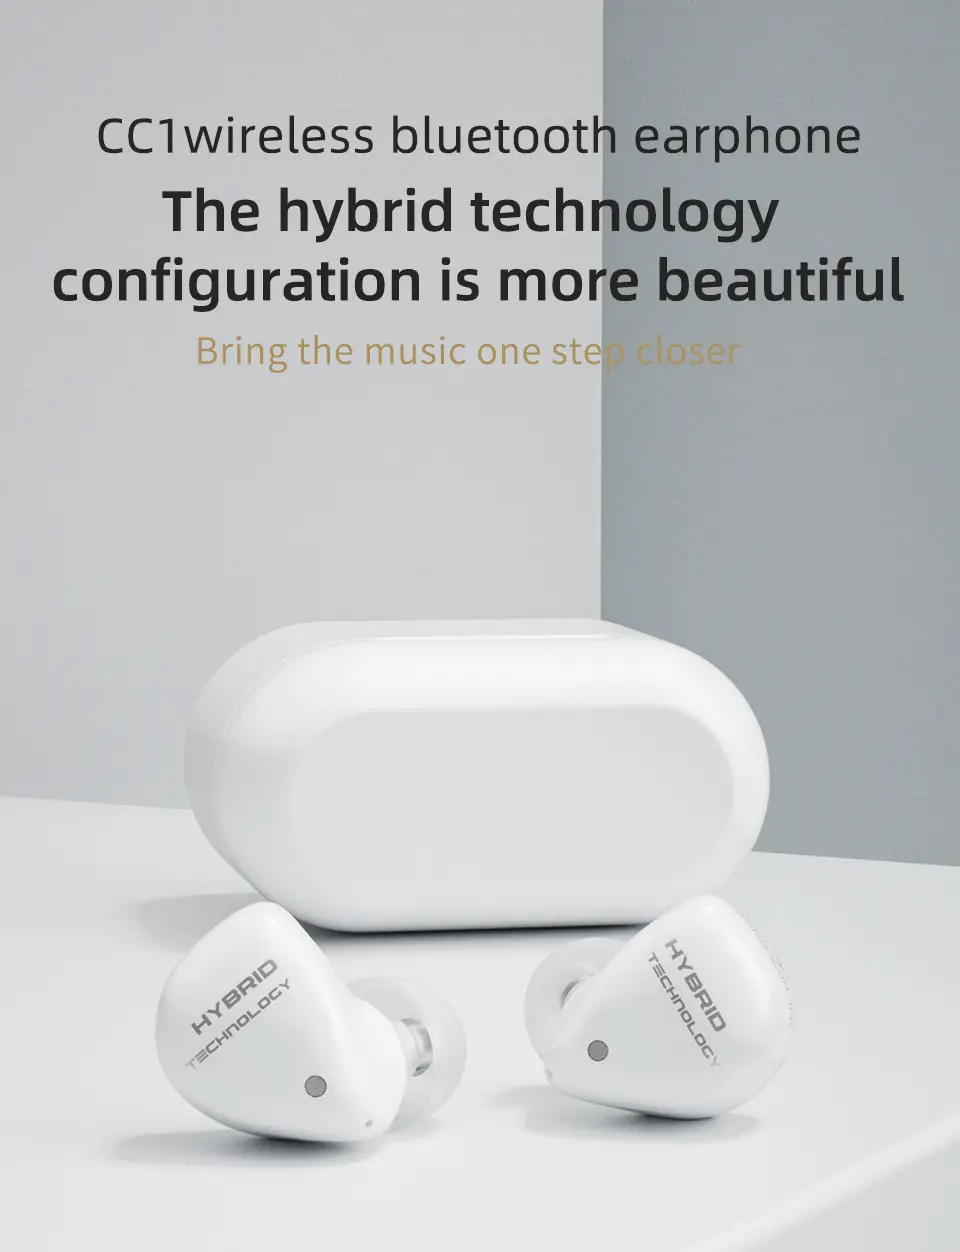 CC1wireless bluetooth earphone
The hybrid technology
configuration is more beautiful
Bring the music one step closer
HYBRID
TECHNOLOGY
HYBRID
TECHNOLOGY